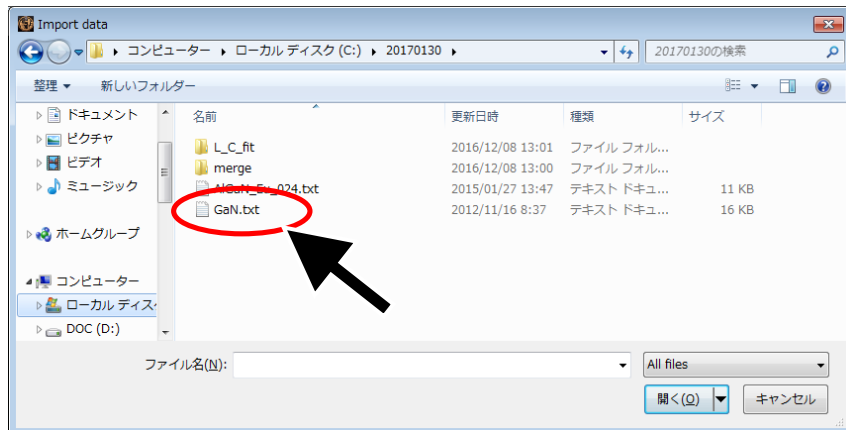 Import data
コンピューター ローカル ディスク (C:) 20170130 20170130の検索
整理 新しいフォルダー
ドキュメント
ピクチャ
ビデオ
ミュージック
ホームグループ
コンピューター
ローカル ディスク
DOC (D:)
名前 更新日時 種類 サイズ
L_C_fit 2016/12/08 13:01 ファイル フォル...
merge 2016/12/08 13:00 ファイル フォル...
AlGaN_Eu_024.txt 2015/01/27 13:47 テキスト ドキュ... 11 KB
GaN.txt 2012/11/16 8:37 テキスト ドキュ... 16 KB
ファイル名(N): All files
開く(O) キャンセル